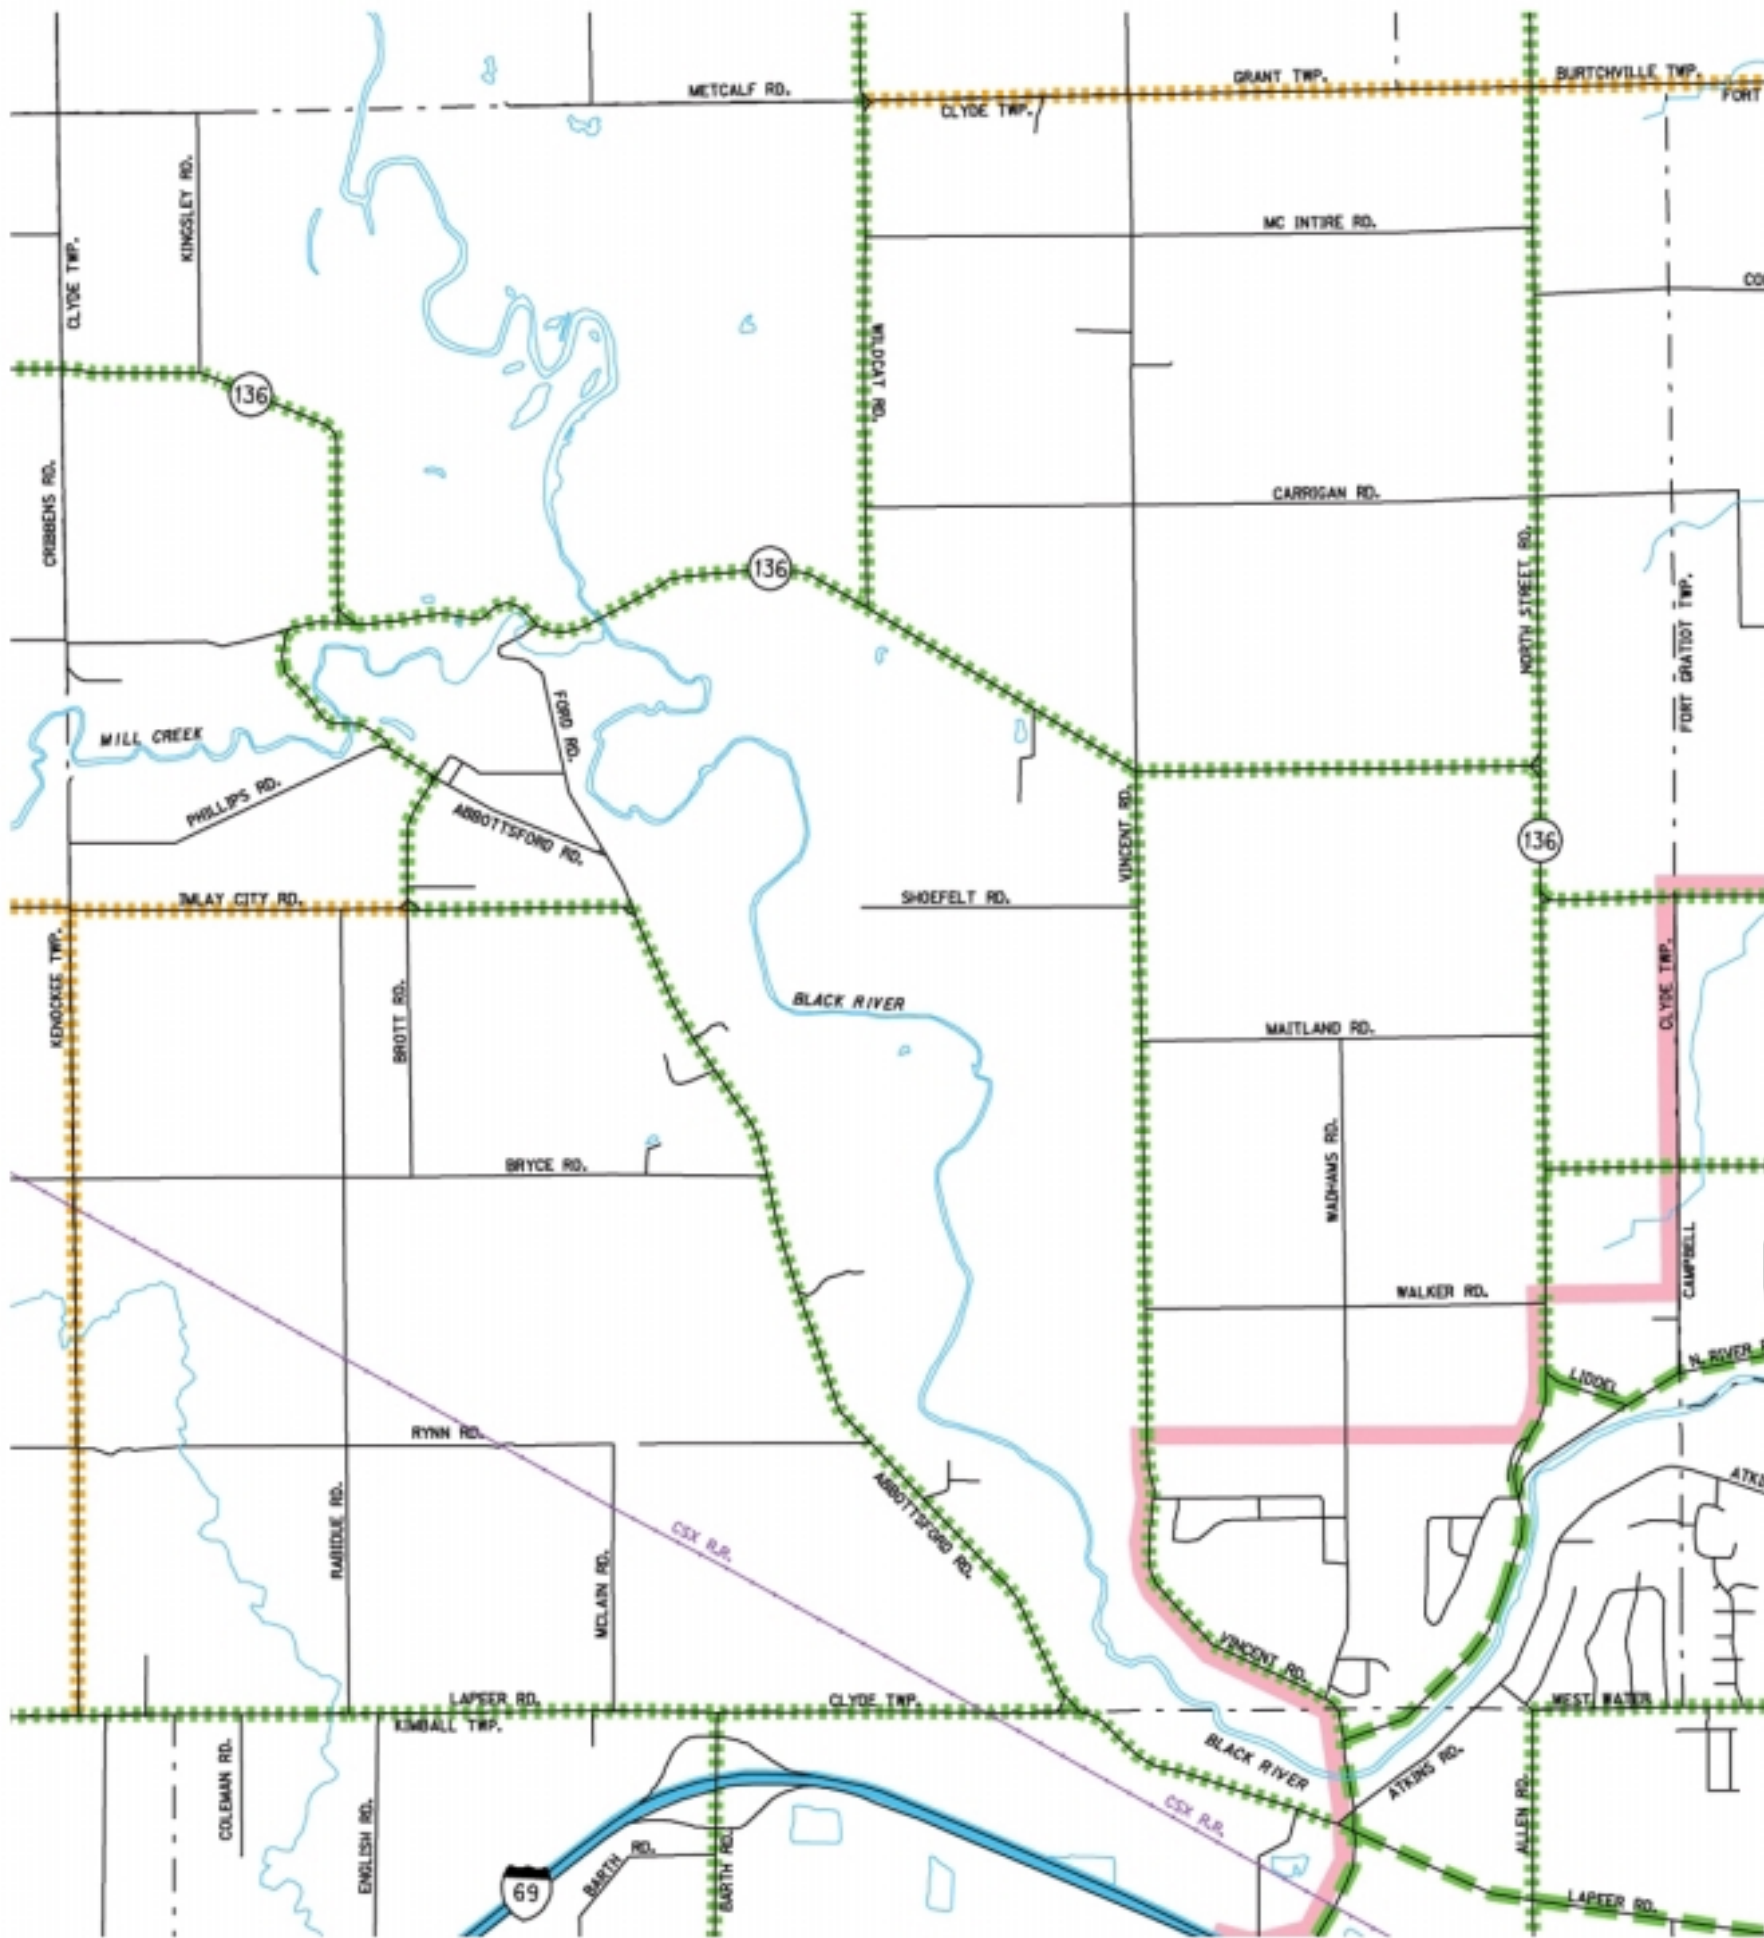 GRANT TWP.
BURTCHVILLE TWP.
METCALF RD.
FORT
CLYDE TWP.
KINGSLEY RD.
MC INTIRE RD.
CLYDE TWP.
CO
WILDCAT RD.
136
CRIBBENS RD.
CARRIGAN RD.
136
NORTH STREET RD.
FORT GRATIOT TWP.
FORD RD.
MILL CREEK
PHILLIPS RD.
ABBOTTSFORD RD.
VINCENT RD.
136
IMLAY CITY RD.
SHOEFELT RD.
KENOCKEE TWP.
CLYDE TWP.
BROTT RD.
BLACK RIVER
MAITLAND RD.
BRYCE RD.
WADHAMS RD.
CAMPBELL
WALKER RD.
N. RIVER R
LIDDEL
RYNN RD.
ATKI
RABIDUE RD.
ABBOTTSFORD RD.
CSX R.R.
MCLAIN RD.
VINCENT RD.
LAPEER RD.
CLYDE TWP.
WEST WATER
KIMBALL TWP.
COLEMAN RD.
BLACK RIVER
ATKINS RD.
ENGLISH RD.
CSX R.R.
ALLEN RD.
BARTH RD.
BARTH RD.
69
LAPEER RD.